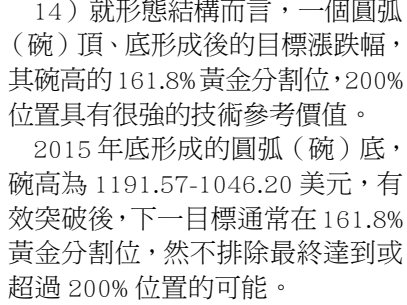 14）就形態結構而言，一個圓弧
（碗）頂、底形成後的目標漲跌幅，
其碗高的161.8%黃金分割位，200%
位置具有很強的技術參考價值。
2015年底形成的圓弧（碗）底，
碗高為1191.57-1046.20美元，有
效突破後，下一目標通常在161.8%
黃金分割位，然不排除最終達到或
超過200%位置的可能。